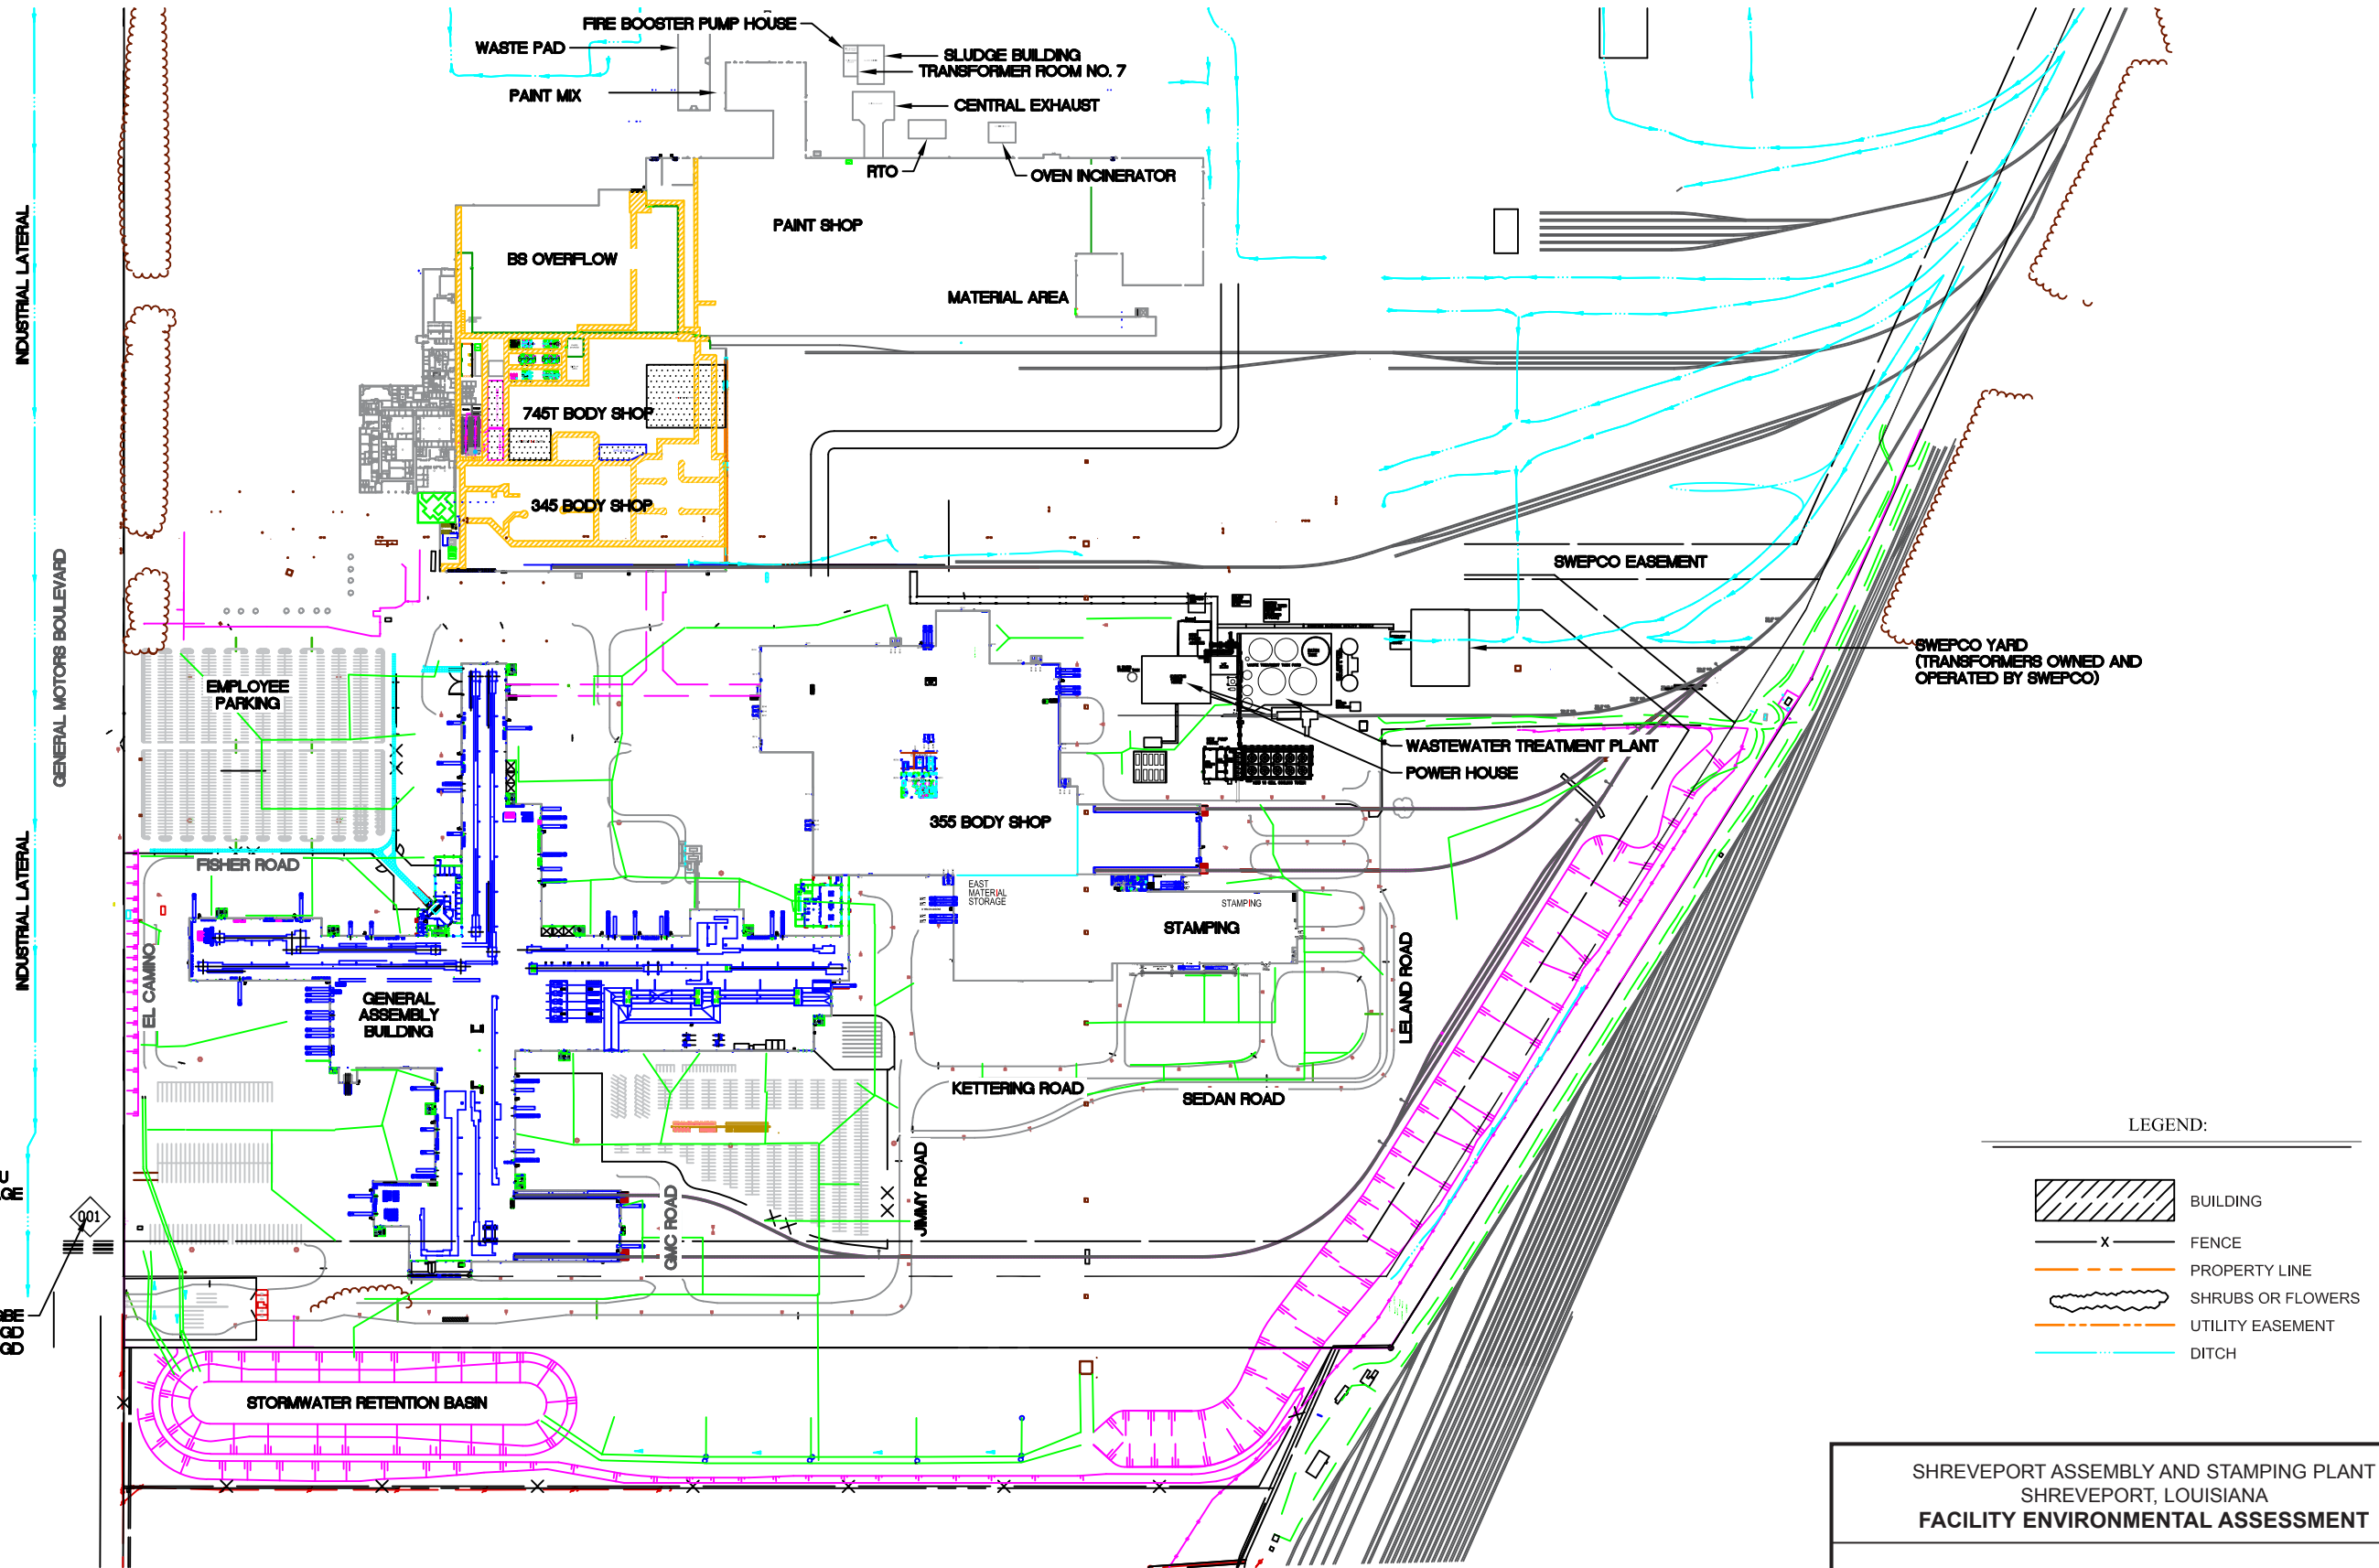 FIRE BOOSTER PUMP HOUSE
WASTE PAD
SLUDGE BUILDING
TRANSFORMER ROOM NO. 7
PAINT MIX
CENTRAL EXHAUST
RTO
OVEN INCINERATOR
PAINT SHOP
BS OVERFLOW
MATERIAL AREA
INDUSTRIAL LATERAL
745T BODY SHOP
345 BODY SHOP
GENERAL MOTORS BOULEVARD
SWEPCO EASEMENT
SWEPCO YARD
(TRANSFORMERS OWNED AND
OPERATED BY SWEPCO)
EMPLOYEE
PARKING
WASTEWATER TREATMENT PLANT
POWER HOUSE
355 BODY SHOP
FISHER ROAD
INDUSTRIAL LATERAL
EAST
MATERIAL
STORAGE
STAMPING
STAMPING
EL CAMINO
GENERAL
ASSEMBLY
BUILDING
LELAND ROAD
KETTERING ROAD
SEDAN ROAD
JIMMY ROAD
GMC ROAD
001
STORMWATER RETENTION BASIN
LEGEND:
BUILDING
X
FENCE
PROPERTY LINE
SHRUBS OR FLOWERS
UTILITY EASEMENT
DITCH
SHREVEPORT ASSEMBLY AND STAMPING PLANT
SHREVEPORT, LOUISIANA
FACILITY ENVIRONMENTAL ASSESSMENT